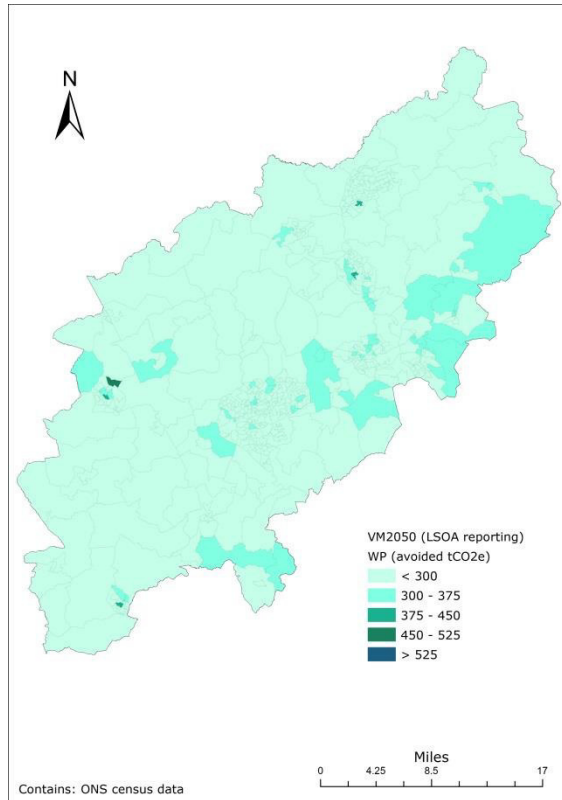 N
VM2050 (LSOA reporting)
WP (avoided tCO2e)
< 300
300 - 375
375 - 450
450 - 525
> 525
Miles
0 4.25 8.5 17
Contains: ONS census data